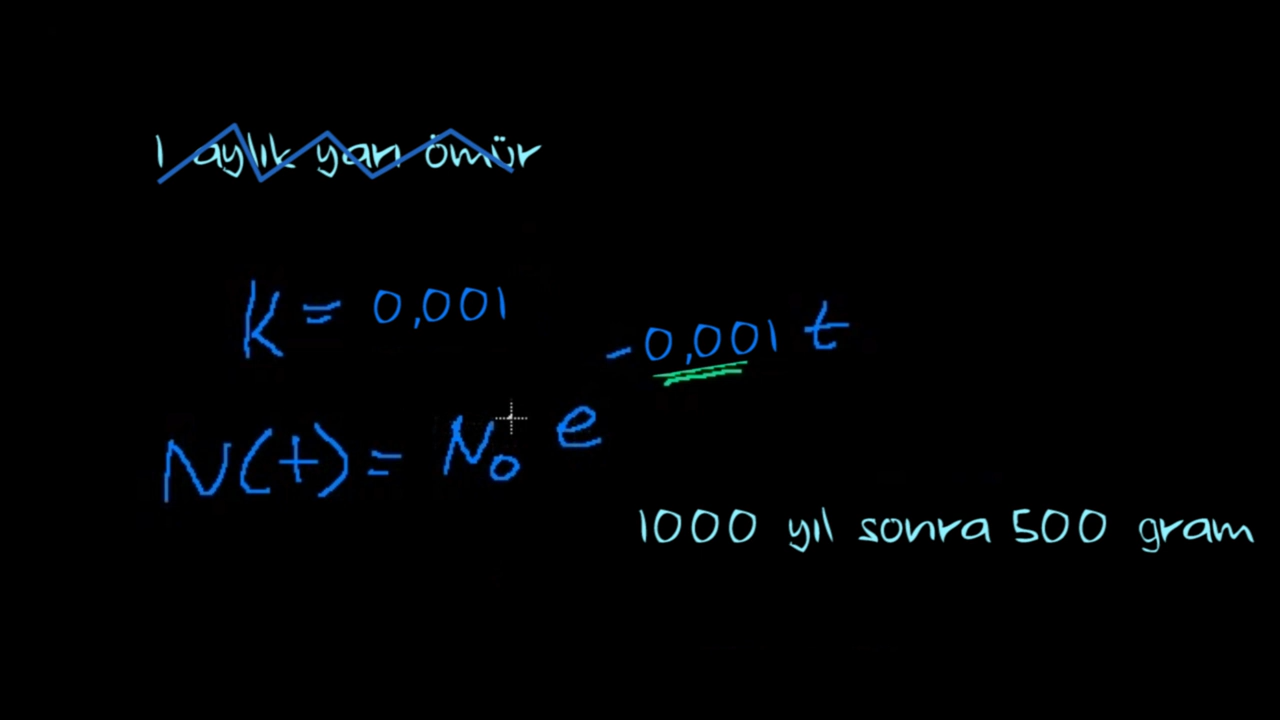 1 aylık yarı ömür
K = 0,001
N(t) = N₀ e^(-0,001 t)
1000 yıl sonra 500 gram